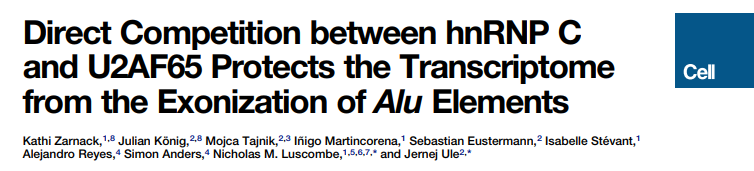 Direct Competition between hnRNP C
and U2AF65 Protects the Transcriptome
from the Exonization of Alu Elements
Cell
Kathi Zarnack,1,8 Julian König,2,8 Mojca Tajnik,2,3 Iñigo Martincorena,1 Sebastian Eustermann,2 Isabelle Stévant,1
Alejandro Reyes,4 Simon Anders,4 Nicholas M. Luscombe,1,5,6,7,* and Jernej Ule2,*